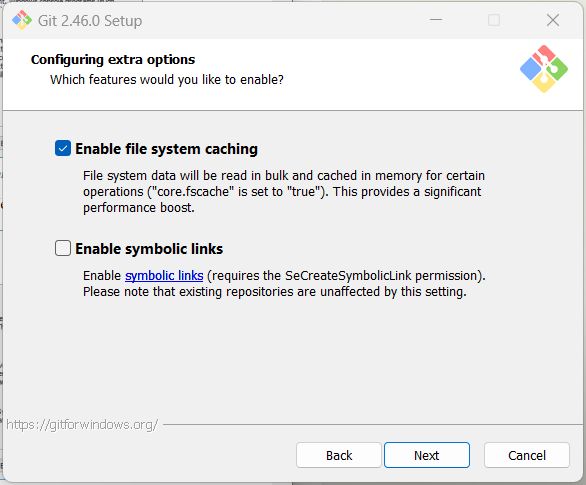 Git 2.46.0 Setup
Configuring extra options
Which features would you like to enable?
Enable file system caching
File system data will be read in bulk and cached in memory for certain
operations ("core.fscache" is set to "true"). This provides a significant
performance boost.
Enable symbolic links
Enable symbolic links (requires the SeCreateSymbolicLink permission).
Please note that existing repositories are unaffected by this setting.
https://gitforwindows.org/
Back
Next
Cancel